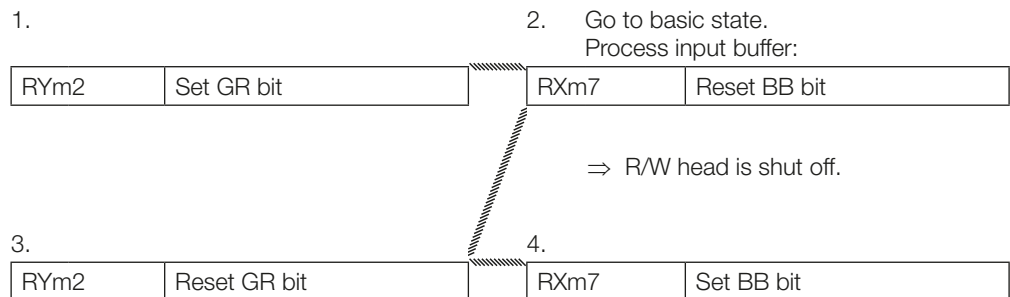 1.
2. Go to basic state.
Process input buffer:
RYm2 Set GR bit RXm7 Reset BB bit
⇒ R/W head is shut off.
3. 4.
RYm2 Reset GR bit RXm7 Set BB bit